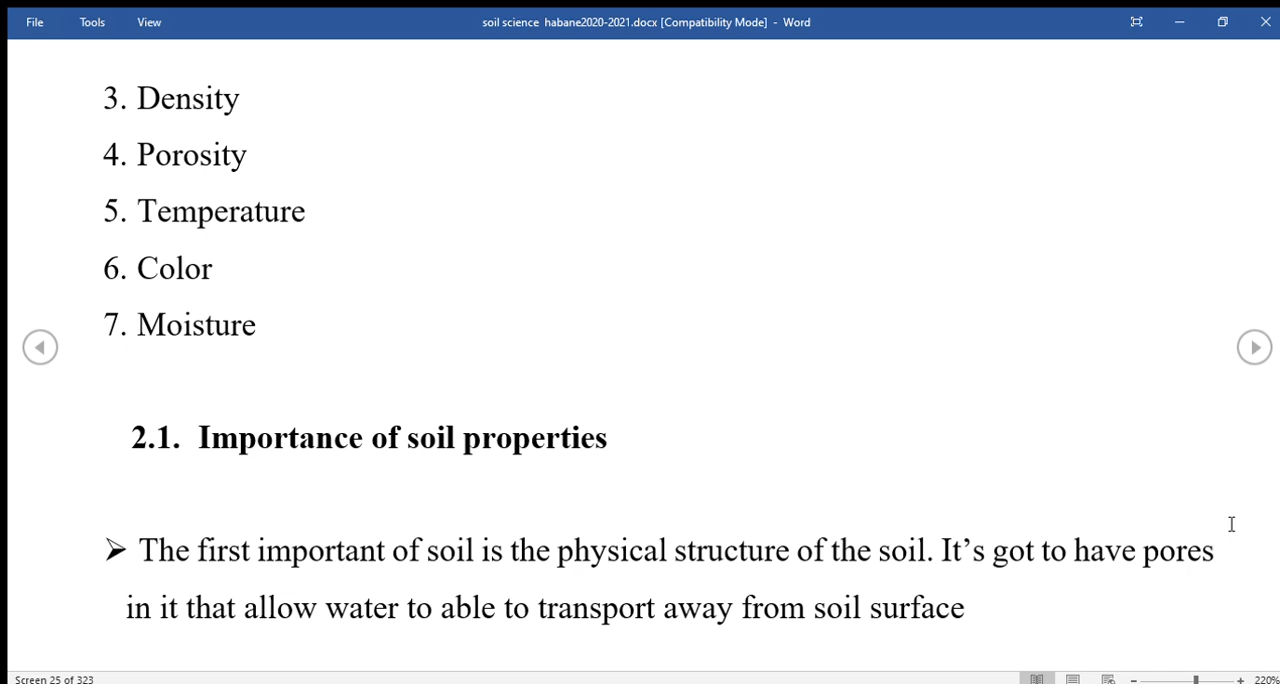 File Tools View soil science habane2020-2021.docx [Compatibility Mode] - Word
3. Density
4. Porosity
5. Temperature
6. Color
7. Moisture
2.1. Importance of soil properties
➤ The first important of soil is the physical structure of the soil. It’s got to have pores
in it that allow water to able to transport away from soil surface
Screen 25 of 323 220%